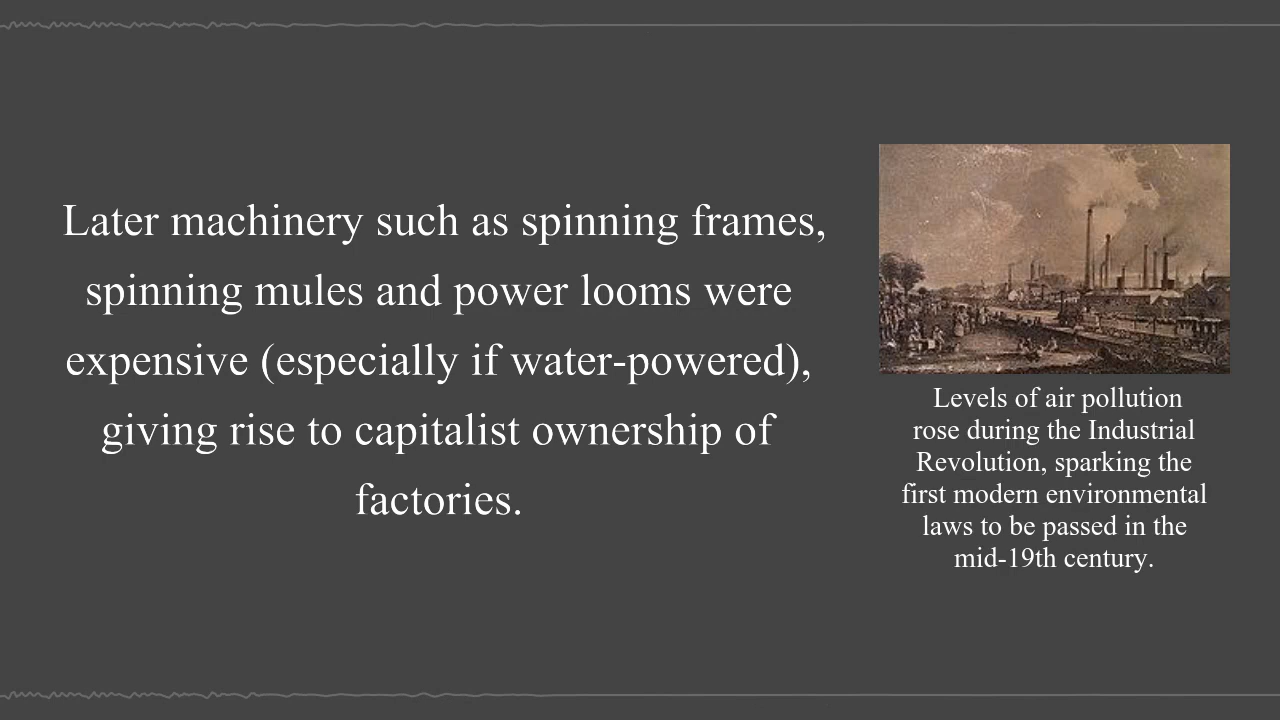 Later machinery such as spinning frames,
spinning mules and power looms were
expensive (especially if water-powered),
giving rise to capitalist ownership of
factories.
Levels of air pollution
rose during the Industrial
Revolution, sparking the
first modern environmental
laws to be passed in the
mid-19th century.